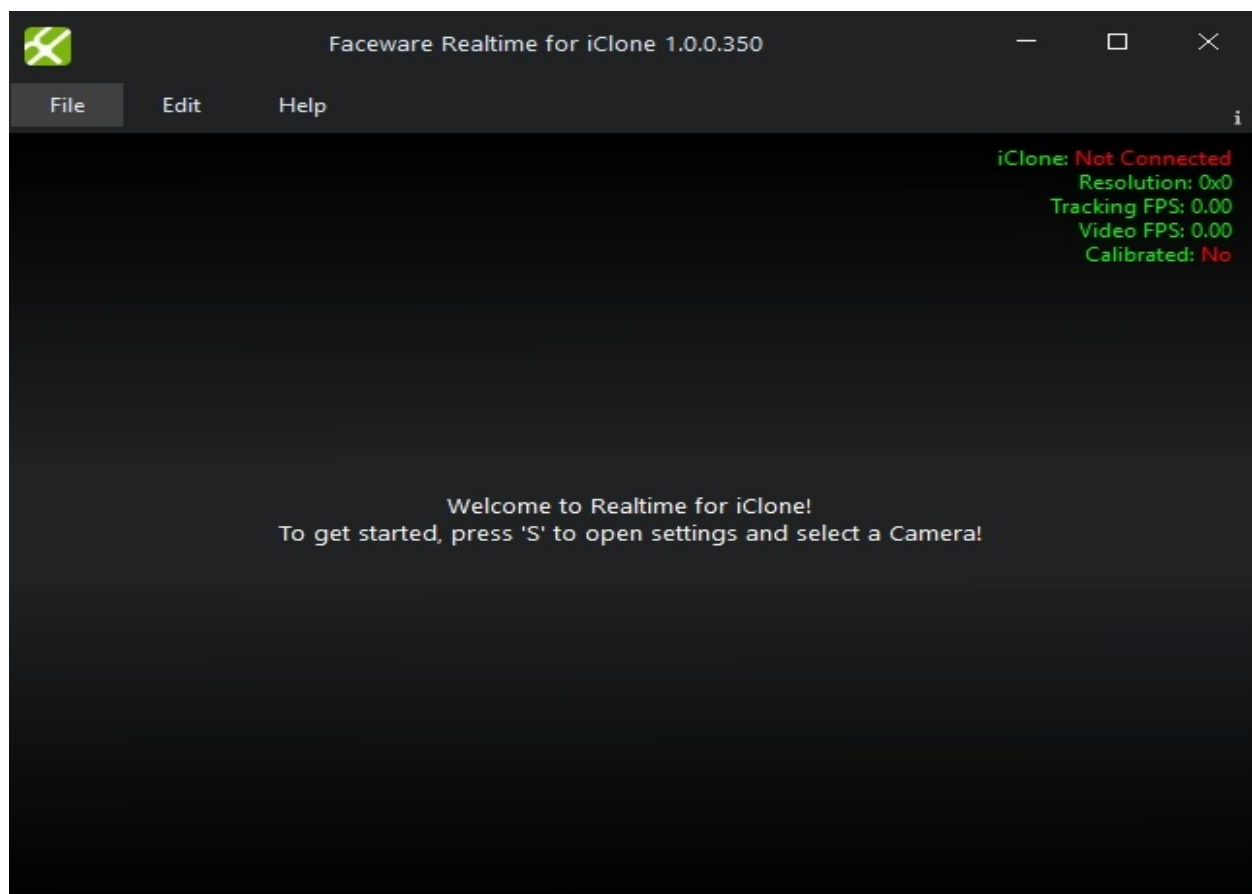 Faceware Realtime for iClone 1.0.0.350
File Edit Help
i
iClone: Not Connected
Resolution: 0x0
Tracking FPS: 0.00
Video FPS: 0.00
Calibrated: No
Welcome to Realtime for iClone!
To get started, press 'S' to open settings and select a Camera!